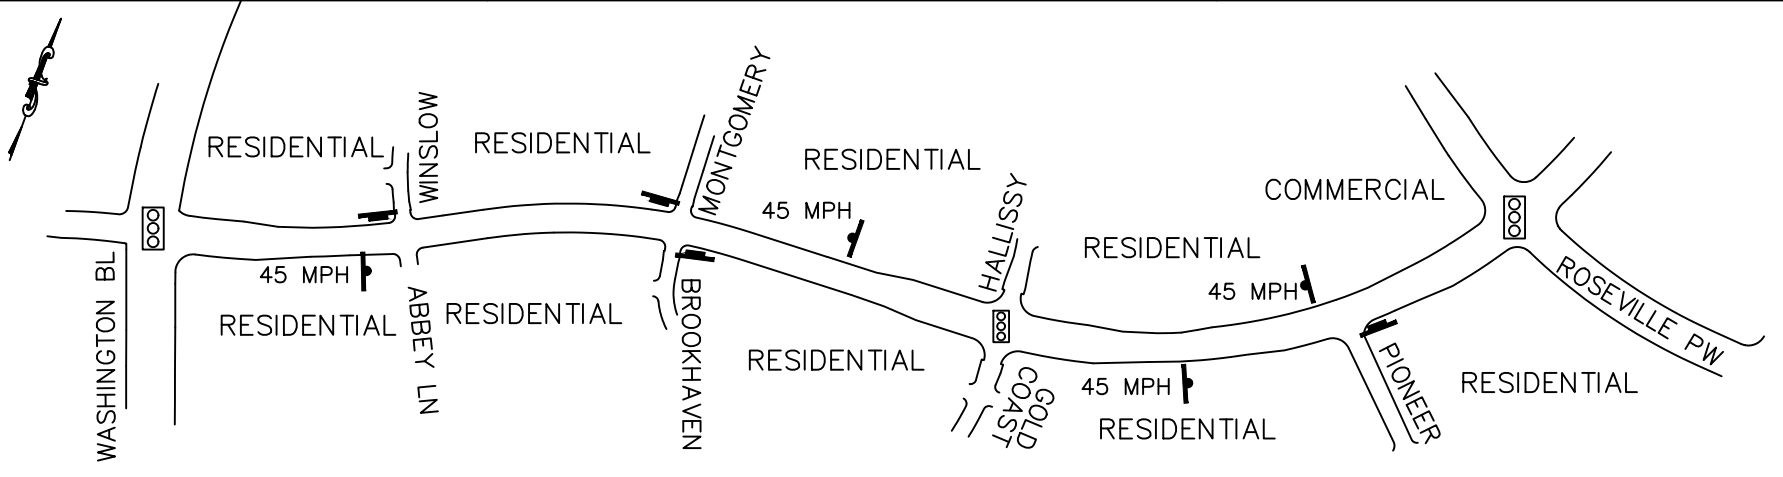 WASHINGTON BL
RESIDENTIAL
45 MPH
RESIDENTIAL
WINSLOW
ABBEY LN
RESIDENTIAL
RESIDENTIAL
MONTGOMERY
BROOKHAVEN
RESIDENTIAL
45 MPH
RESIDENTIAL
HALLISSY
GOLD
COAST
RESIDENTIAL
45 MPH
RESIDENTIAL
COMMERCIAL
45 MPH
PIONEER
RESIDENTIAL
ROSEVILLE PW